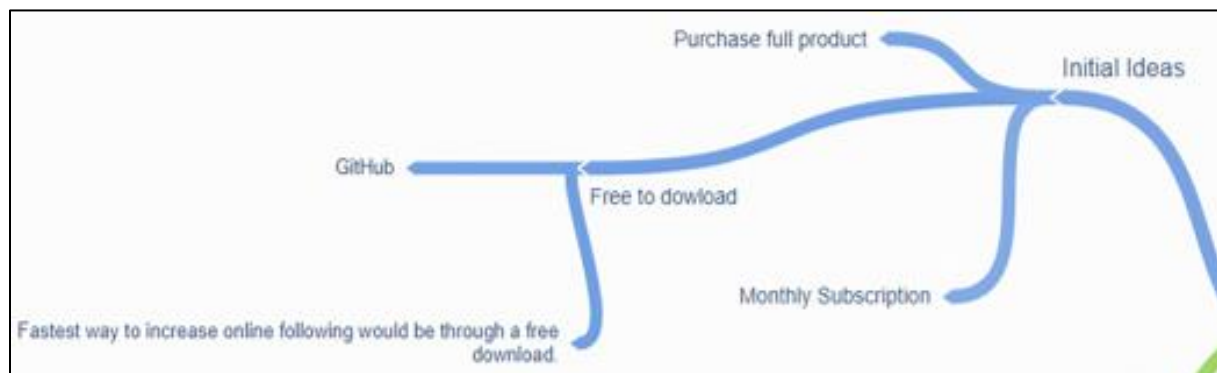 Purchase full product
Initial Ideas
GitHub
Free to dowload
Monthly Subscription
Fastest way to increase online following would be through a free
download.